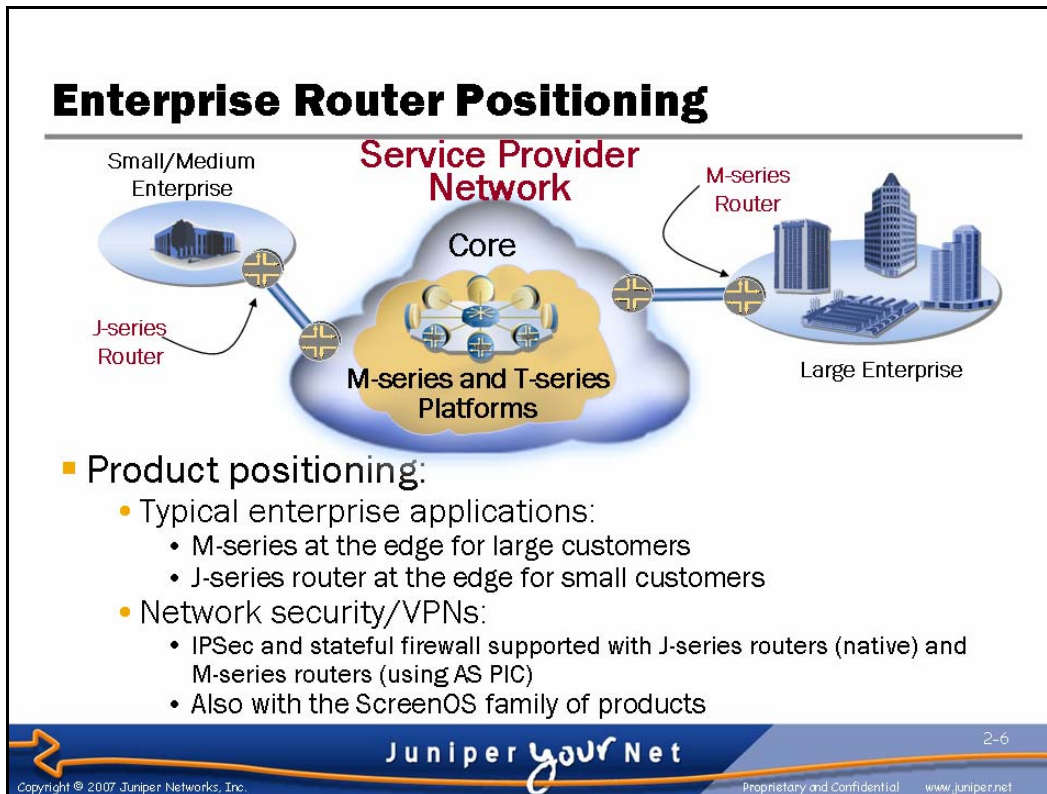 Enterprise Router Positioning
Small/Medium
Enterprise
Service Provider
Network
M-series
Router
Core
J-series
Router
M-series and T-series
Platforms
Large Enterprise
Product positioning:
Typical enterprise applications:
M-series at the edge for large customers
J-series router at the edge for small customers
Network security/VPNs:
IPSec and stateful firewall supported with J-series routers (native) and
M-series routers (using AS PIC)
Also with the ScreenOS family of products
Juniper your Net
2-6
Copyright © 2007 Juniper Networks, Inc.
Proprietary and Confidential www.juniper.net